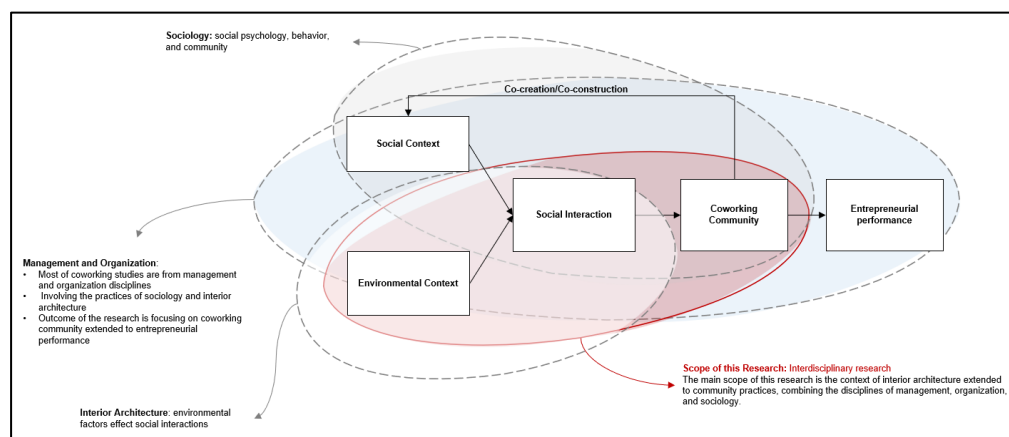 Sociology: social psychology, behavior,
and community
Co-creation/Co-construction
Social Context
Social Interaction
Coworking
Community
Entrepreneurial
performance
Environmental Context
Management and Organization:
• Most of coworking studies are from management
and organization disciplines
• Involving the practices of sociology and interior
architecture
• Outcome of the research is focusing on coworking
community extended to entrepreneurial
performance
Scope of this Research: Interdisciplinary research
The main scope of this research is the context of interior architecture extended
to community practices, combining the disciplines of management, organization,
and sociology.
Interior Architecture: environmental
factors effect social interactions